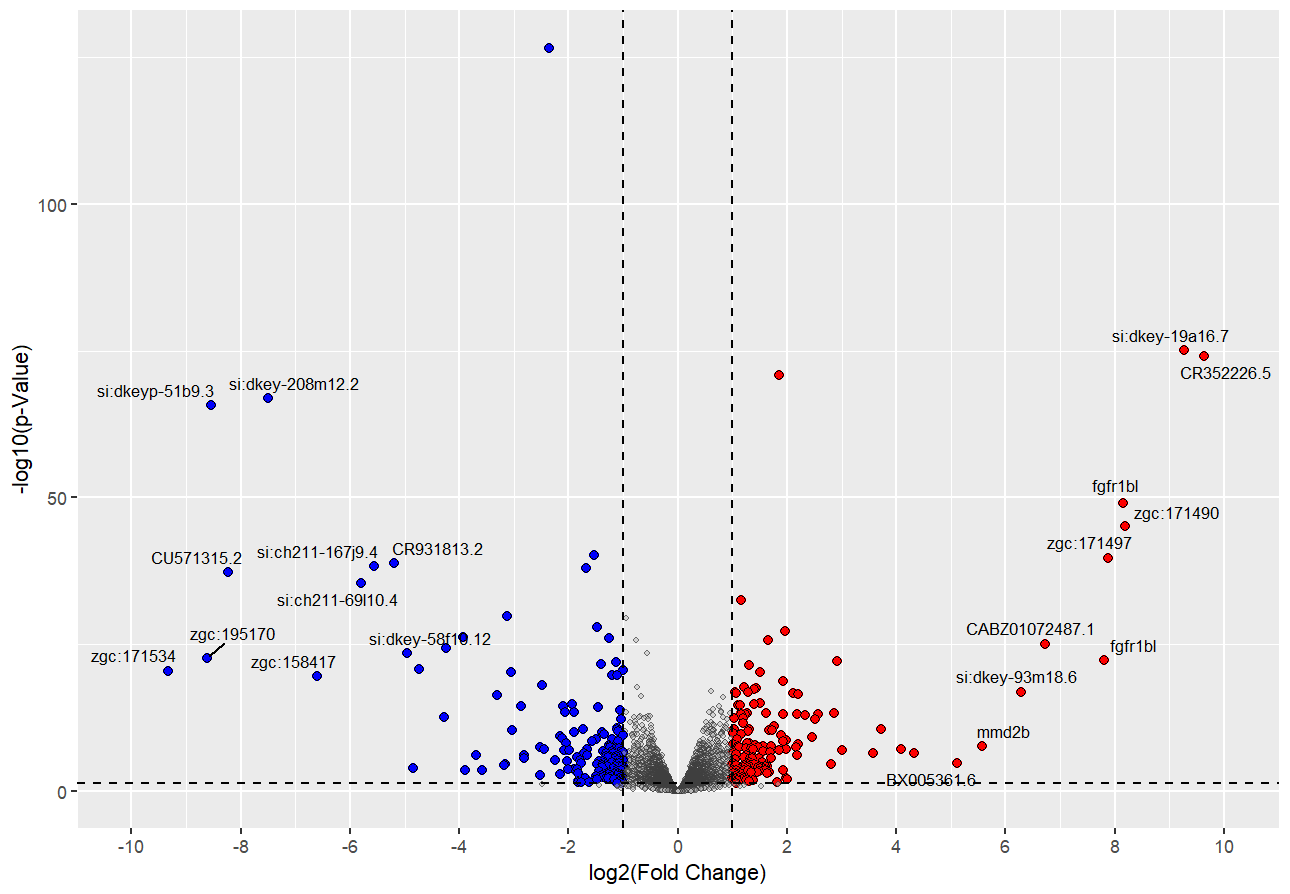 100
50
0
-log10(p-Value)
si:dkey-19a16.7
CR352226.5
si:dkeyp-51b9.3
si:dkey-208m12.2
fgfr1bl
zgc:171490
zgc:171497
CU571315.2
si:ch211-167j9.4
CR931813.2
si:ch211-69l10.4
zgc:195170
si:dkey-58f10.12
CABZ01072487.1
zgc:171534
zgc:158417
fgfr1bl
si:dkey-93m18.6
mmd2b
BX005361.6
-10 -8 -6 -4 -2 0 2 4 6 8 10
log2(Fold Change)